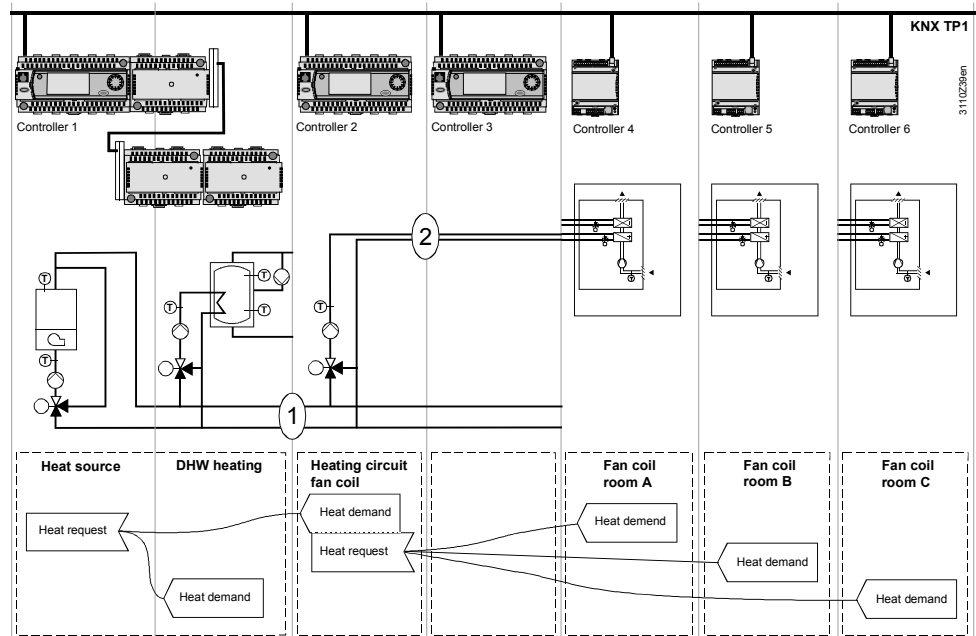 KNX TP1
3110Z39en
Controller 1
Controller 2
Controller 3
Controller 4
Controller 5
Controller 6
2
T
T
T
T
T
T
1
Heat source
DHW heating
Heating circuit
fan coil
Fan coil
room A
Fan coil
room B
Fan coil
room C
Heat demand
Heat request
Heat demend
Heat request
Heat demand
Heat demand
Heat demand